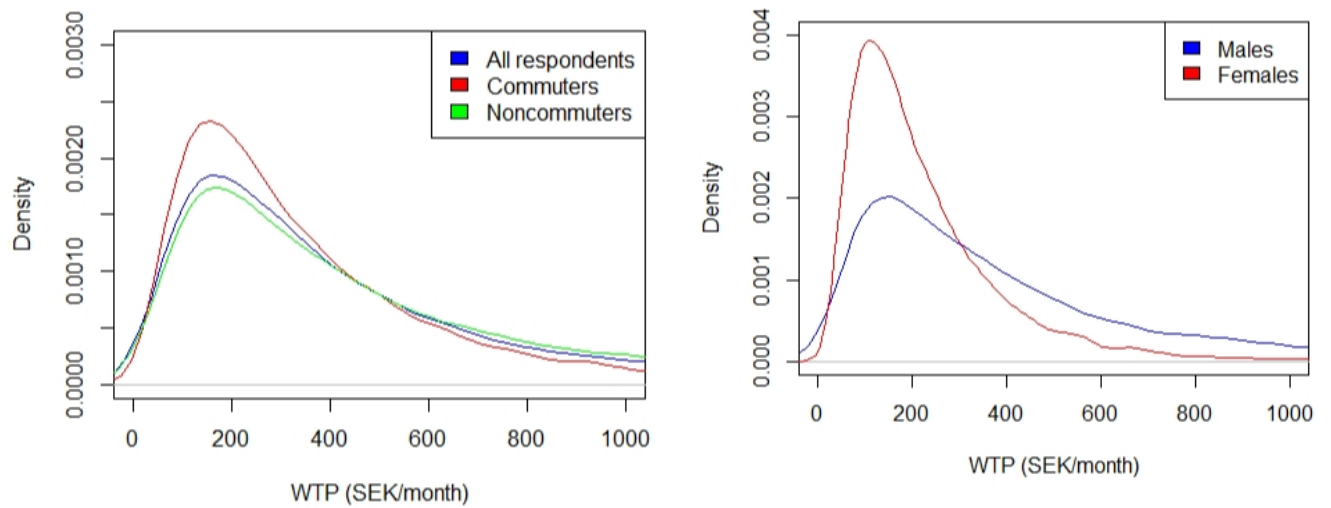 0.0030
0.0020
0.0010
0.0000
Density
All respondents
Commuters
Noncommuters
0 200 400 600 800 1000
WTP (SEK/month)
0.004
0.003
0.002
0.001
0.000
Density
Males
Females
0 200 400 600 800 1000
WTP (SEK/month)